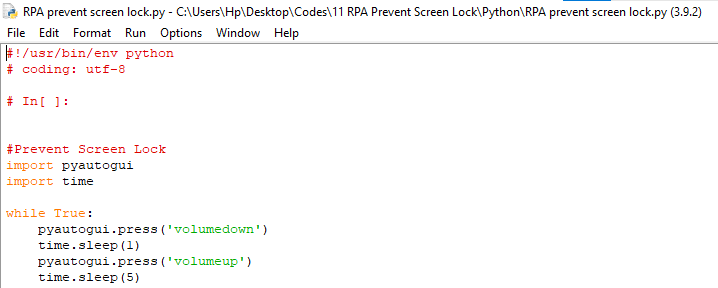 RPA prevent screen lock.py - C:\Users\Hp\Desktop\Codes\11 RPA Prevent Screen Lock\Python\RPA prevent screen lock.py (3.9.2)
File Edit Format Run Options Window Help
#!/usr/bin/env python
# coding: utf-8
# In[ ]:
#Prevent Screen Lock
import pyautogui
import time
while True:
    pyautogui.press('volumedown')
    time.sleep(1)
    pyautogui.press('volumeup')
    time.sleep(5)